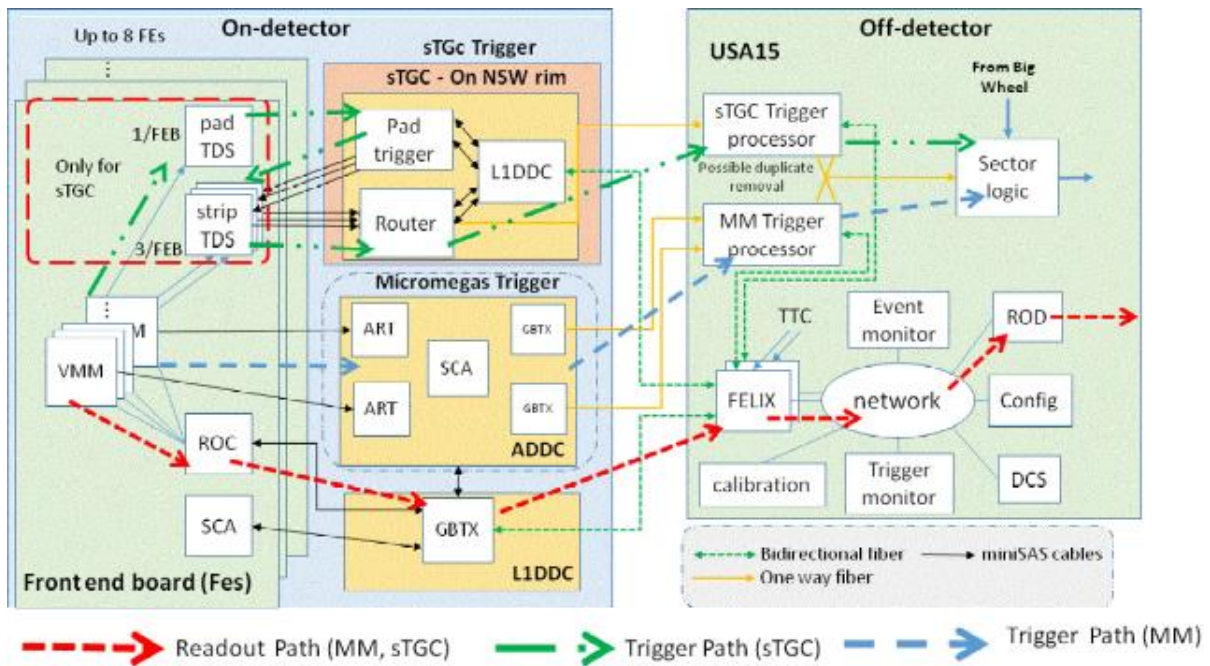 On-detector
Up to 8 FEs
⋮
Only for
sTGC
1/FEB
pad
TDS
strip
TDS
3/FEB
⋮
M
VMM
ROC
SCA
Front end board (Fes)
sTGc Trigger
sTGC - On NSW rim
Pad
trigger
L1DDC
Router
Micromegas Trigger
ART
GBTX
SCA
ART
GBTX
ADDC
GBTX
L1DDC
Off-detector
USA15
From Big
Wheel
sTGC Trigger
processor
Possible duplicate
removal
Sector
logic
MM Trigger
processor
TTC
Event
monitor
ROD
FELIX
network
Config
calibration
Trigger
monitor
DCS
Bidirectional fiber
miniSAS cables
One way fiber
Readout Path (MM, sTGC)
Trigger Path (sTGC)
Trigger Path (MM)